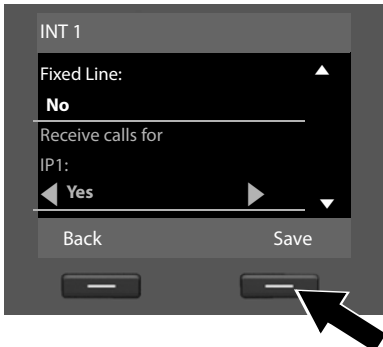 INT 1
Fixed Line:
No
Receive calls for
IP1:
Yes
Back Save